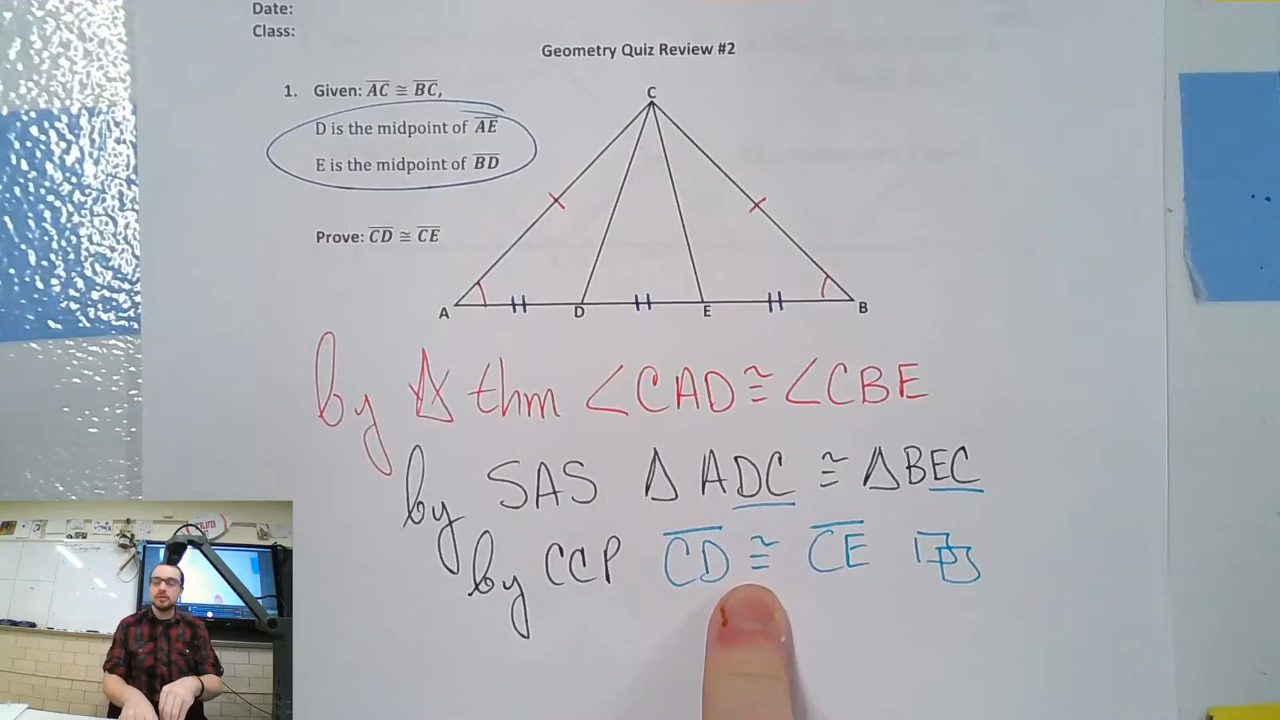 Date:
Class:
Geometry Quiz Review #2
1. Given: AC ≅ BC,
D is the midpoint of AE
E is the midpoint of BD
Prove: CD ≅ CE
C
A
D
E
B
by △ thm ∠CAD ≅ ∠CBE
by SAS △ADC ≅ △BEC
by CCP CD ≅ CE